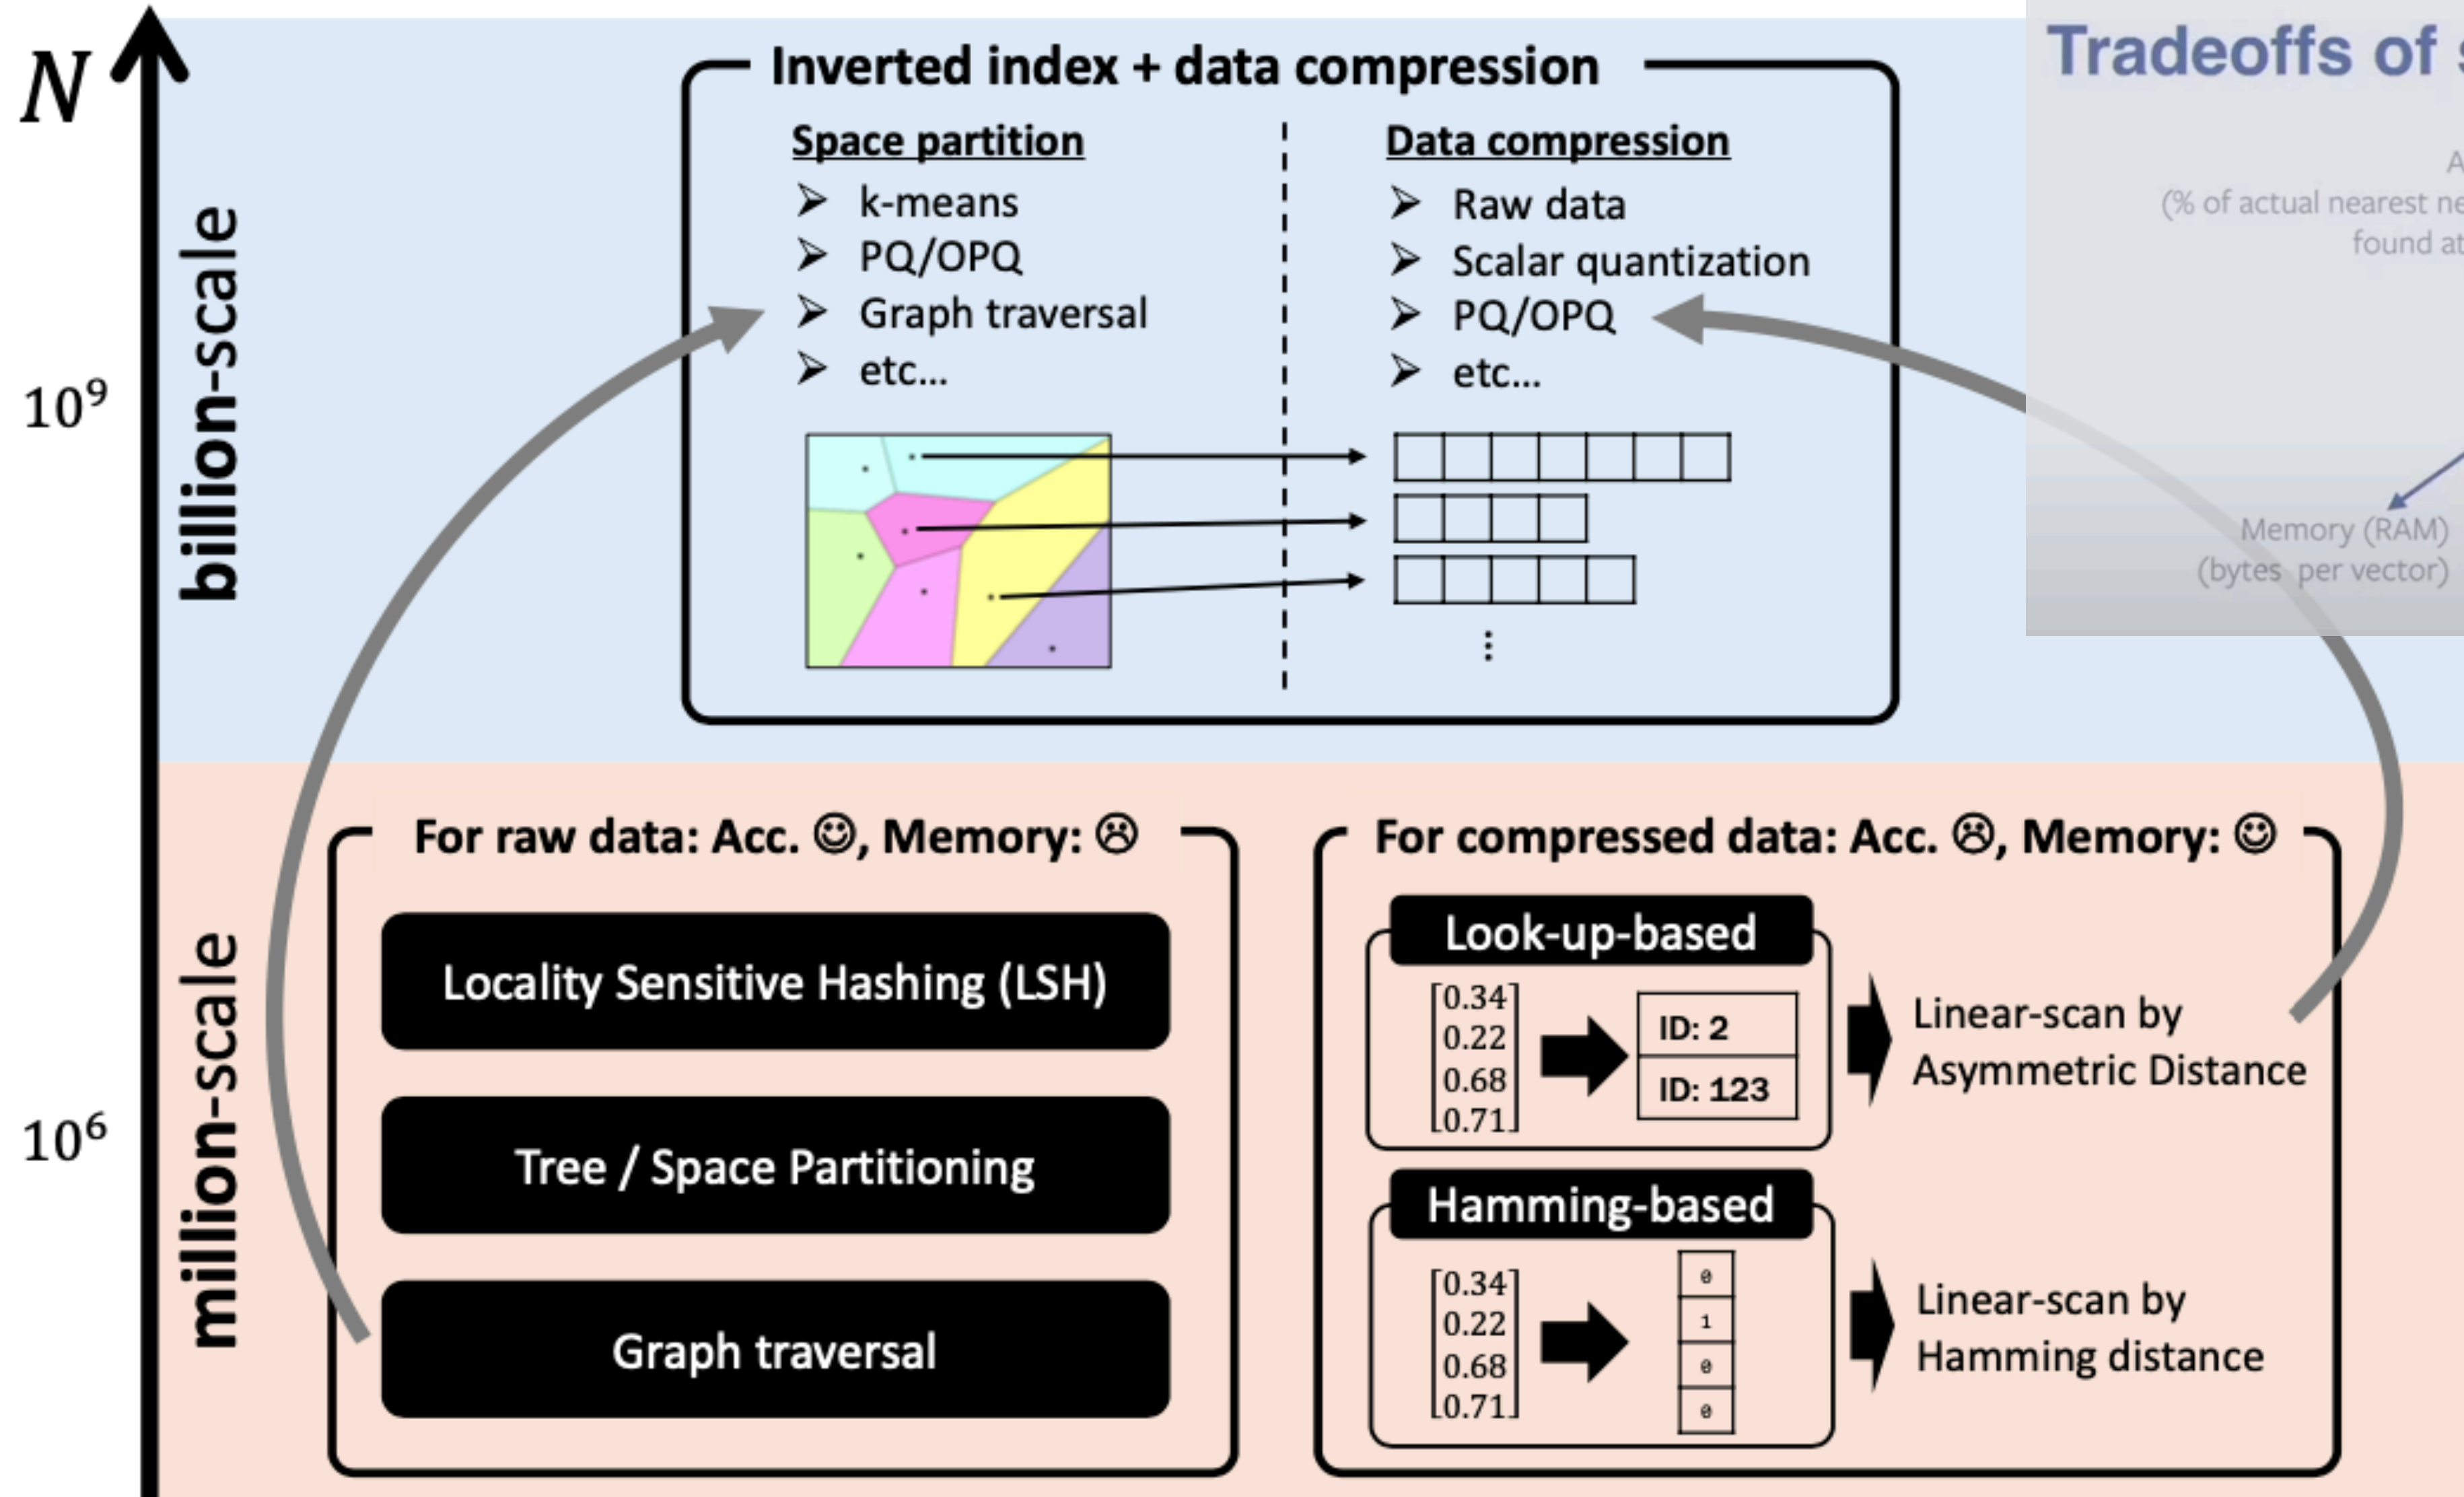 N
10⁹
10⁶
billion-scale
million-scale
Inverted index + data compression
Space partition
➢ k-means
➢ PQ/OPQ
➢ Graph traversal
➢ etc...
Data compression
➢ Raw data
➢ Scalar quantization
➢ PQ/OPQ
➢ etc...
⋮
Tradeoffs of
(% of actual nearest ne
found at
Memory (RAM)
(bytes per vector)
For raw data: Acc. ☺, Memory: ☹
Locality Sensitive Hashing (LSH)
Tree / Space Partitioning
Graph traversal
For compressed data: Acc. ☹, Memory: ☺
Look-up-based
0.34
0.22
0.68
0.71
ID: 2
ID: 123
Linear-scan by
Asymmetric Distance
Hamming-based
0.34
0.22
0.68
0.71
0
1
0
0
Linear-scan by
Hamming distance